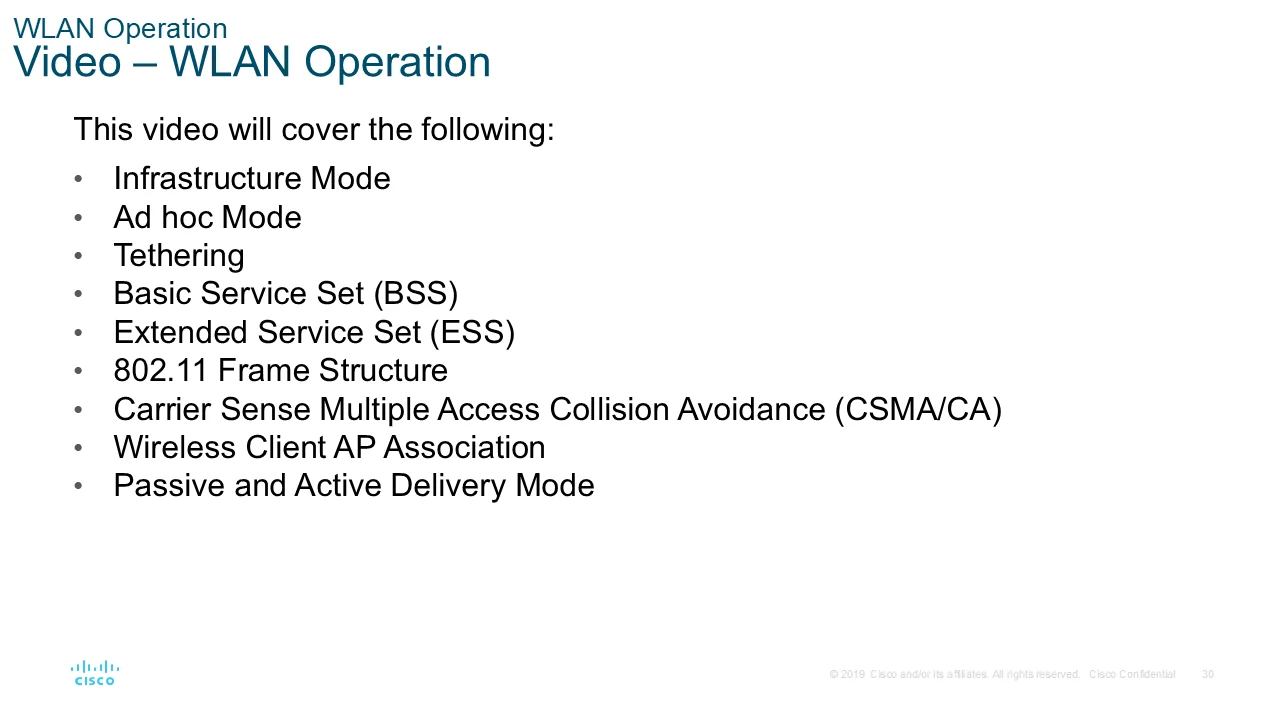 WLAN Operation
Video – WLAN Operation
This video will cover the following:
• Infrastructure Mode
• Ad hoc Mode
• Tethering
• Basic Service Set (BSS)
• Extended Service Set (ESS)
• 802.11 Frame Structure
• Carrier Sense Multiple Access Collision Avoidance (CSMA/CA)
• Wireless Client AP Association
• Passive and Active Delivery Mode
CISCO
© 2019 Cisco and/or its affiliates. All rights reserved. Cisco Confidential 30